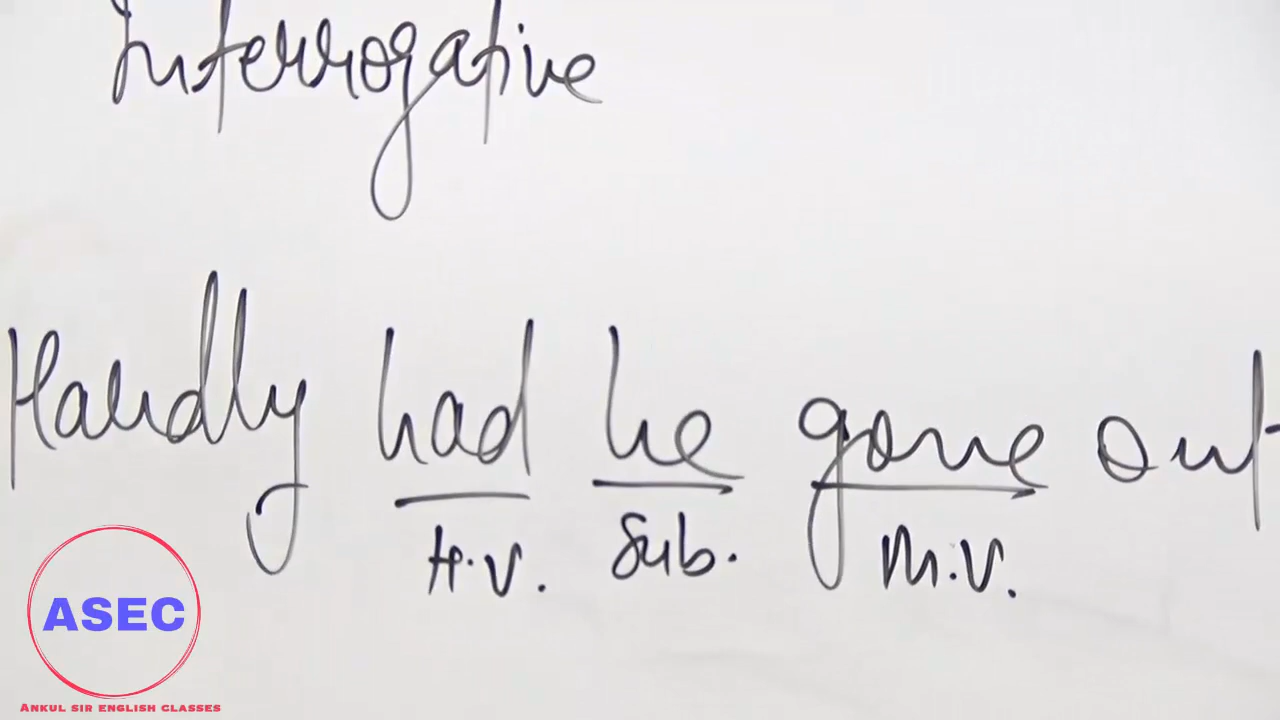 Interrogative
Hardly had he gone out
H.V. Sub. M.V.
ASEC
ANKUL SIR ENGLISH CLASSES